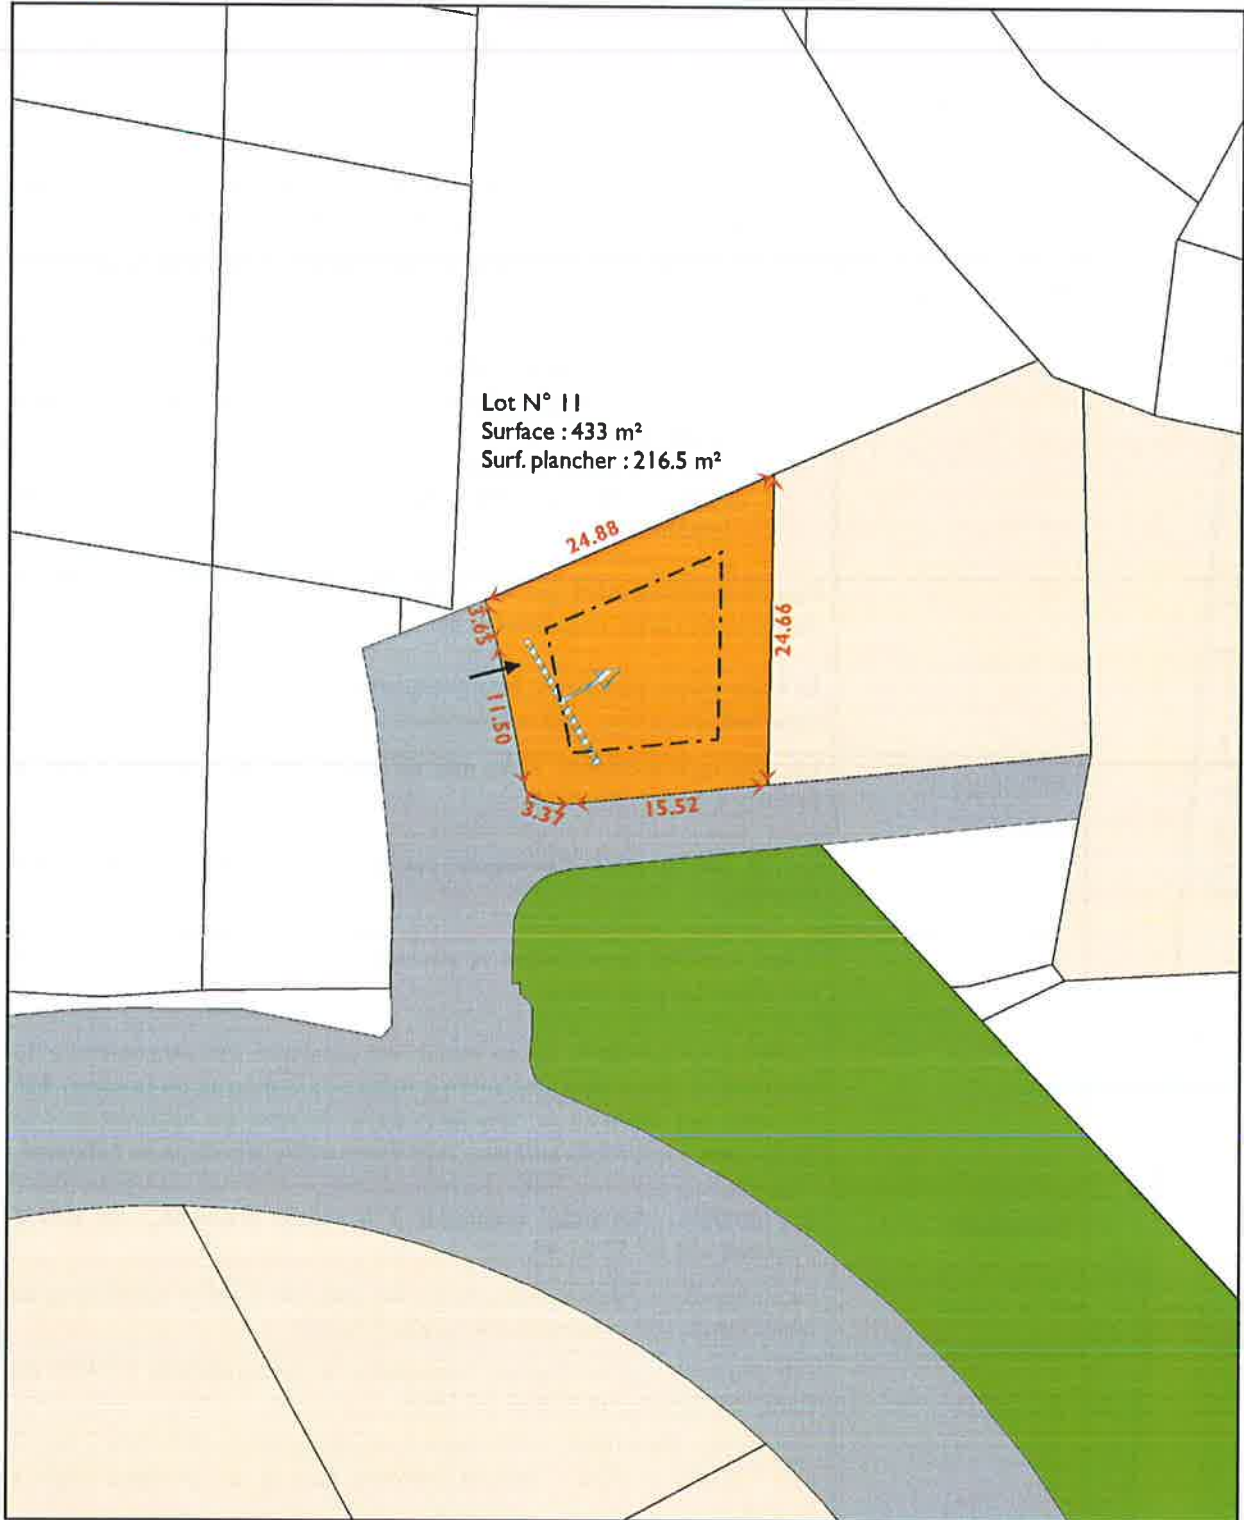 Lot N° 11
Surface : 433 m²
Surf. plancher : 216.5 m²
24.88
3.65
24.66
11.50
3.37
15.52